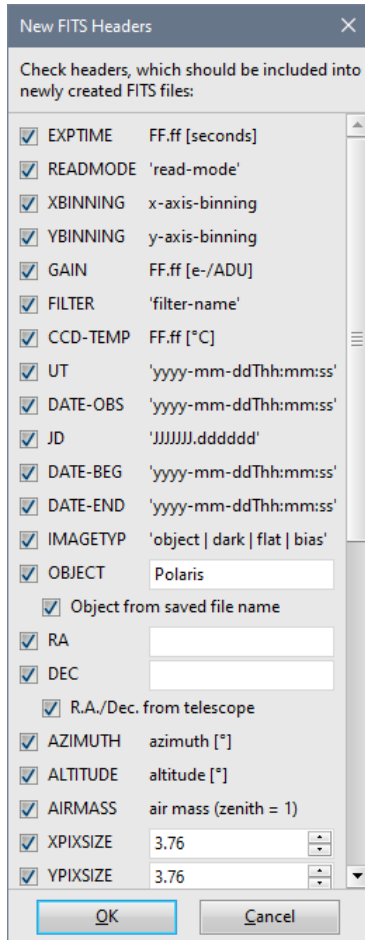 New FITS Headers
Check headers, which should be included into
newly created FITS files:
EXPTIME FF.ff [seconds]
READMODE 'read-mode'
XBINNING x-axis-binning
YBINNING y-axis-binning
GAIN FF.ff [e-/ADU]
FILTER 'filter-name'
CCD-TEMP FF.ff [°C]
UT 'yyyy-mm-ddThh:mm:ss'
DATE-OBS 'yyyy-mm-ddThh:mm:ss'
JD 'JJJJJJJ.dddddd'
DATE-BEG 'yyyy-mm-ddThh:mm:ss'
DATE-END 'yyyy-mm-ddThh:mm:ss'
IMAGETYP 'object | dark | flat | bias'
OBJECT Polaris
Object from saved file name
RA
DEC
R.A./Dec. from telescope
AZIMUTH azimuth [°]
ALTITUDE altitude [°]
AIRMASS air mass (zenith = 1)
XPIXSIZE 3.76
YPIXSIZE 3.76
OK Cancel